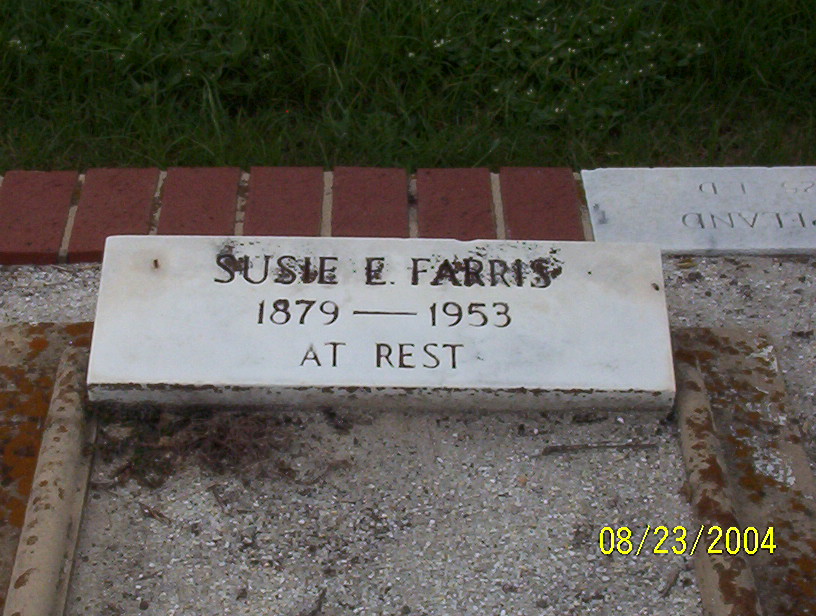 SUSIE E. FARRIS
1879 — 1953
AT REST
08/23/2004